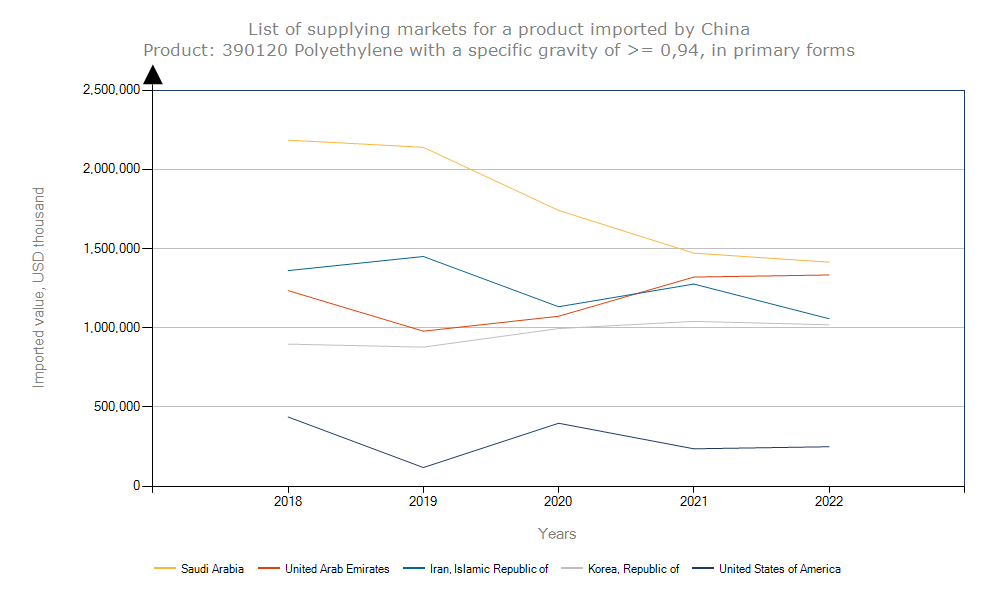 List of supplying markets for a product imported by China
Product: 390120 Polyethylene with a specific gravity of >= 0,94, in primary forms
2,500,000
2,000,000
1,500,000
1,000,000
500,000
0
Imported value, USD thousand
2018 2019 2020 2021 2022
Years
Saudi Arabia United Arab Emirates Iran, Islamic Republic of Korea, Republic of United States of America